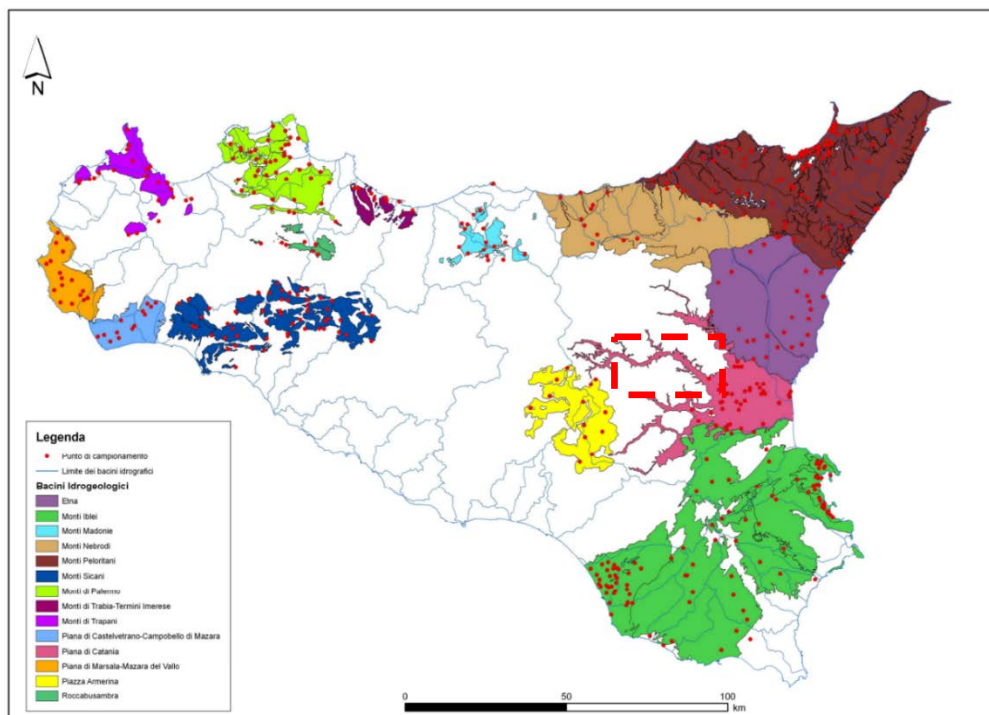 N
Legenda
Punto di campionamento
Limite dei bacini idrografici
Bacini Idrogeologici
Etna
Monti Iblei
Monti Madonie
Monti Nebrodi
Monti Peloritani
Monti Sicani
Monti di Palermo
Monti di Trabia-Termini Imerese
Monti di Trapani
Piana di Castelvetrano-Campobello di Mazara
Piana di Catania
Piana di Marsala-Mazara del Vallo
Piazza Armerina
Roccabusambra
0 50 100
km